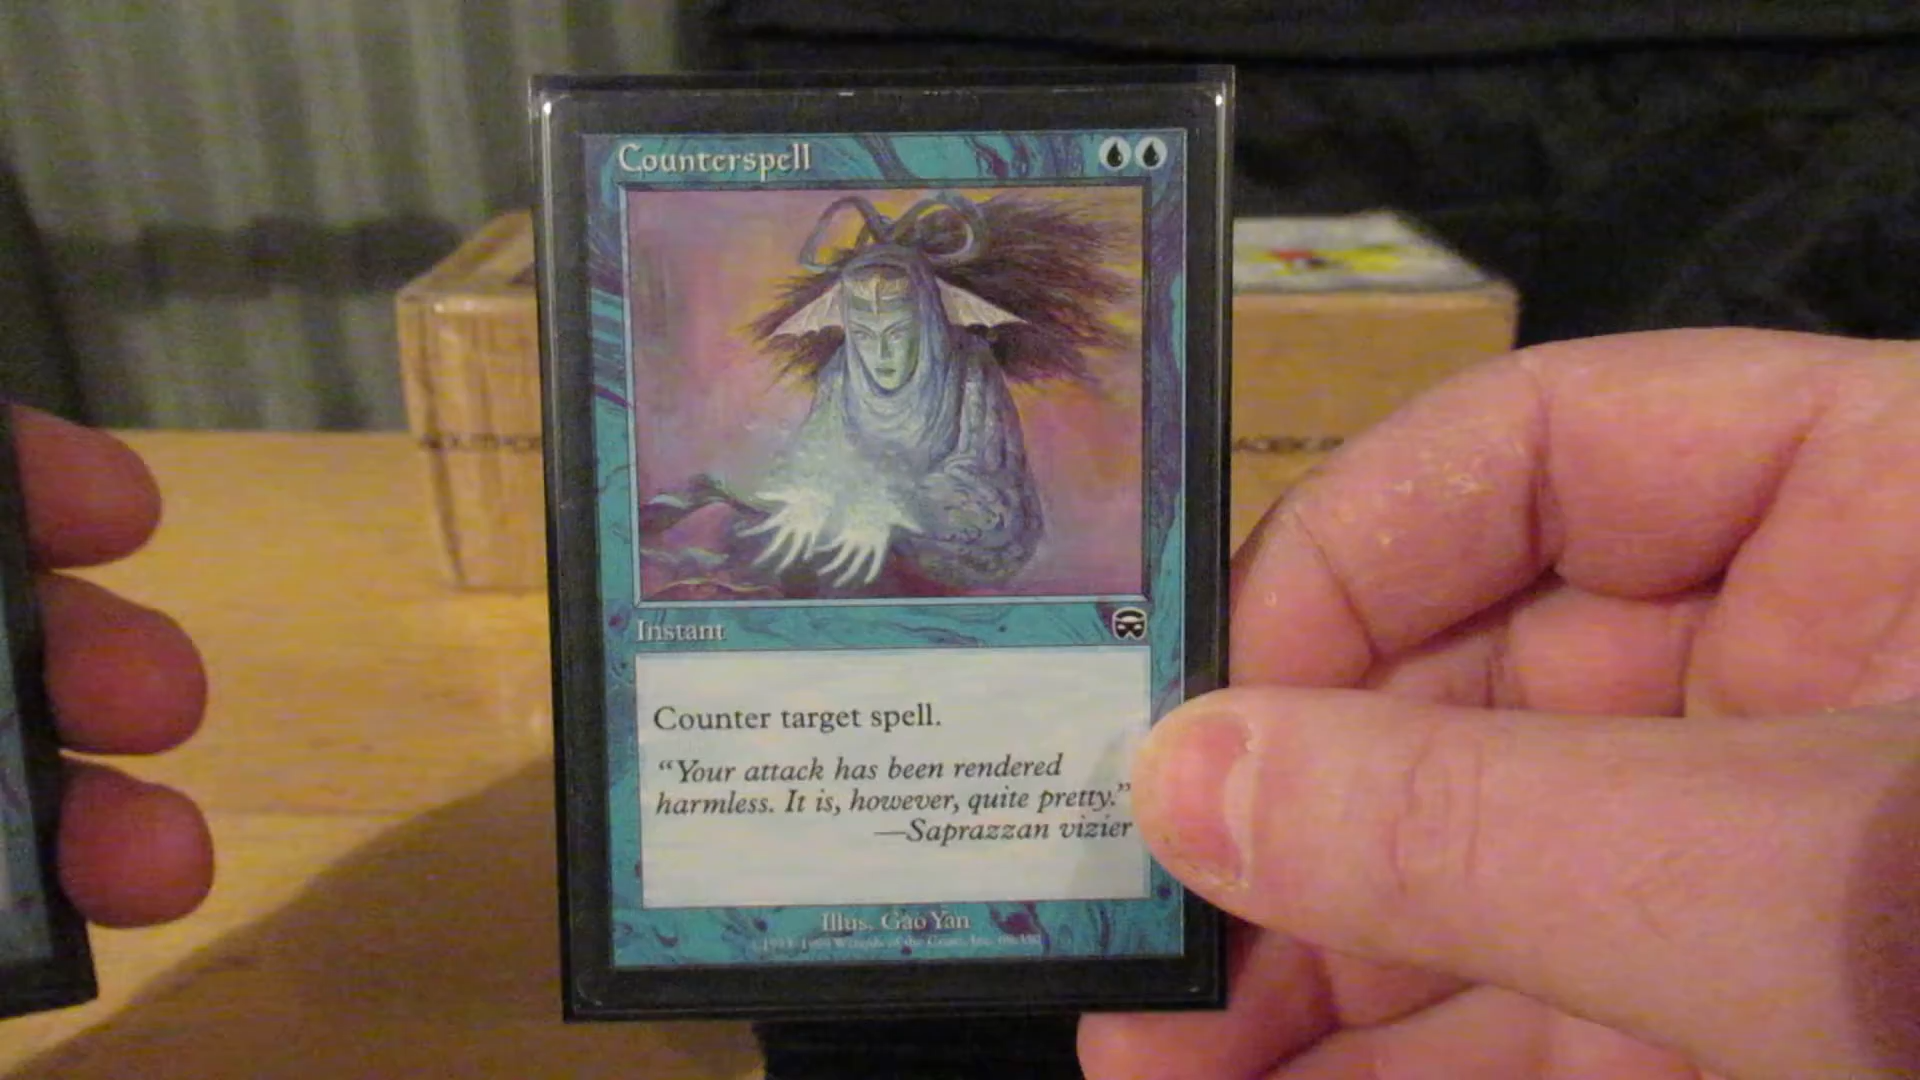 Counterspell
Instant
Counter target spell.
“Your attack has been rendered
harmless. It is, however, quite pretty.”
—Saprazzan vizier
Illus. Gao Yan